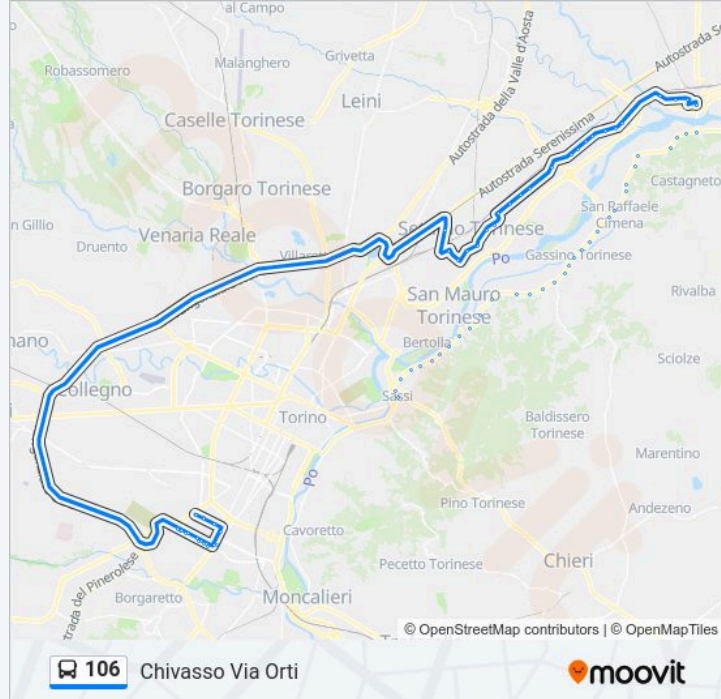 al Campo
Robassomero
Malanghero
Grivetta
Autostrada della Valle d'Aosta
Leini
Caselle Torinese
Autostrada Serenissima
Castagneto
Borgaro Torinese
San Raffaele
Cimena
n Gillio
Druento
Venaria Reale
Torinese
Gassino Torinese
Po
San Mauro
Torinese
Rivalba
Bertolla
Sciolze
Collegno
Sassi
Torino
Baldissero
Torinese
Marentino
Po
Pino Torinese
Andezeno
Cavoretto
Pecetto Torinese
Chieri
Borgaretto
Moncalieri
© OpenStreetMap contributors | © OpenMapTiles
106 Chivasso Via Orti
moovit